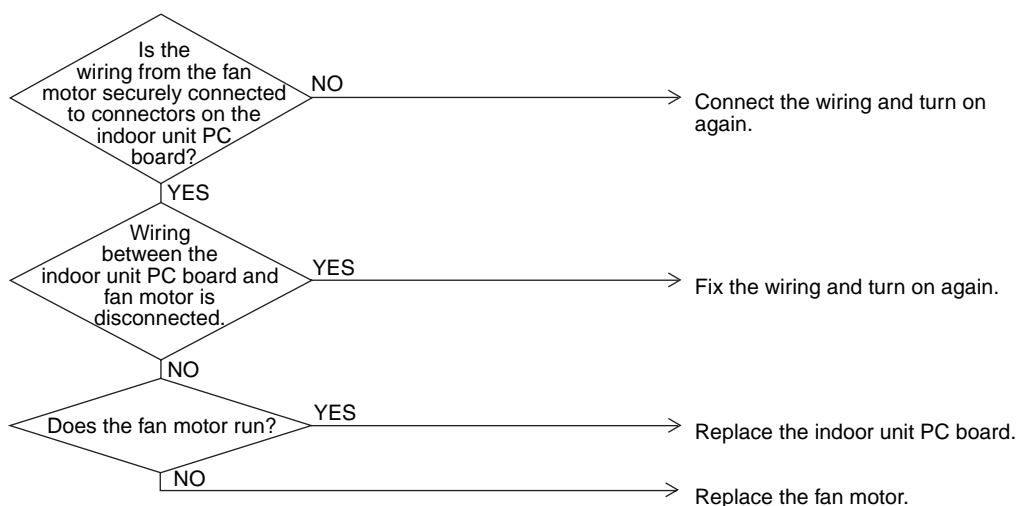 Is the
wiring from the fan
motor securely connected
to connectors on the
indoor unit PC
board?
NO
Connect the wiring and turn on
again.
YES
Wiring
between the
indoor unit PC board and
fan motor is
disconnected.
YES
Fix the wiring and turn on again.
NO
Does the fan motor run?
YES
Replace the indoor unit PC board.
NO
Replace the fan motor.